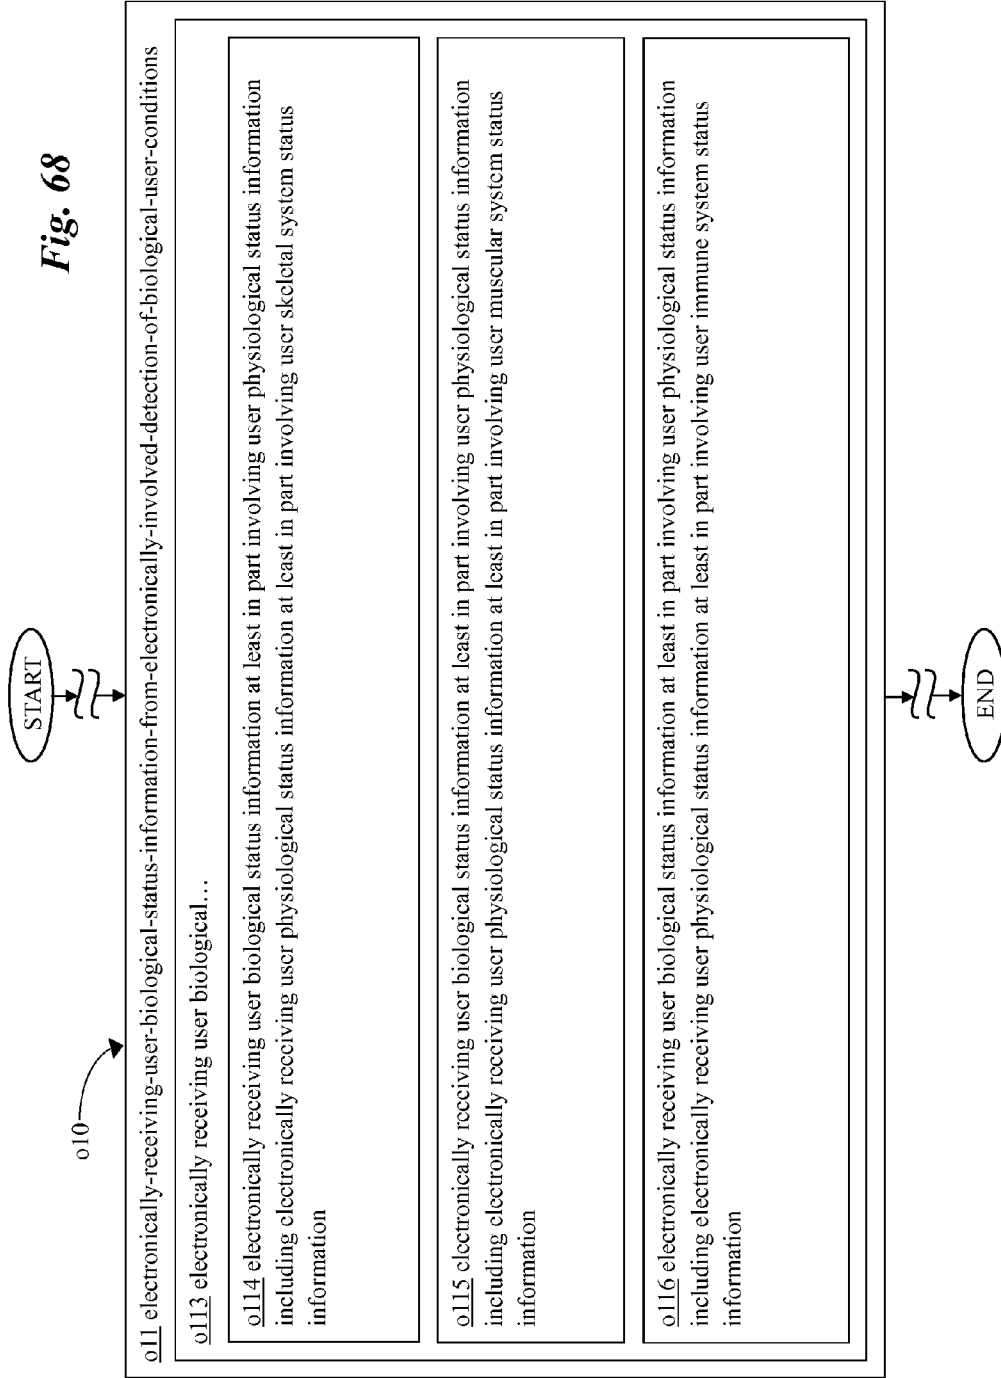 Fig. 68
START
o10
o11 electronically-receiving-user-biological-status-information-from-electronically-involved-detection-of-biological-user-conditions
o113 electronically receiving user biological…
o114 electronically receiving user biological status information at least in part involving user physiological status information
including electronically receiving user physiological status information at least in part involving user skeletal system status
information
o115 electronically receiving user biological status information at least in part involving user physiological status information
including electronically receiving user physiological status information at least in part involving user muscular system status
information
o116 electronically receiving user biological status information at least in part involving user physiological status information
including electronically receiving user physiological status information at least in part involving user immune system status
information
END